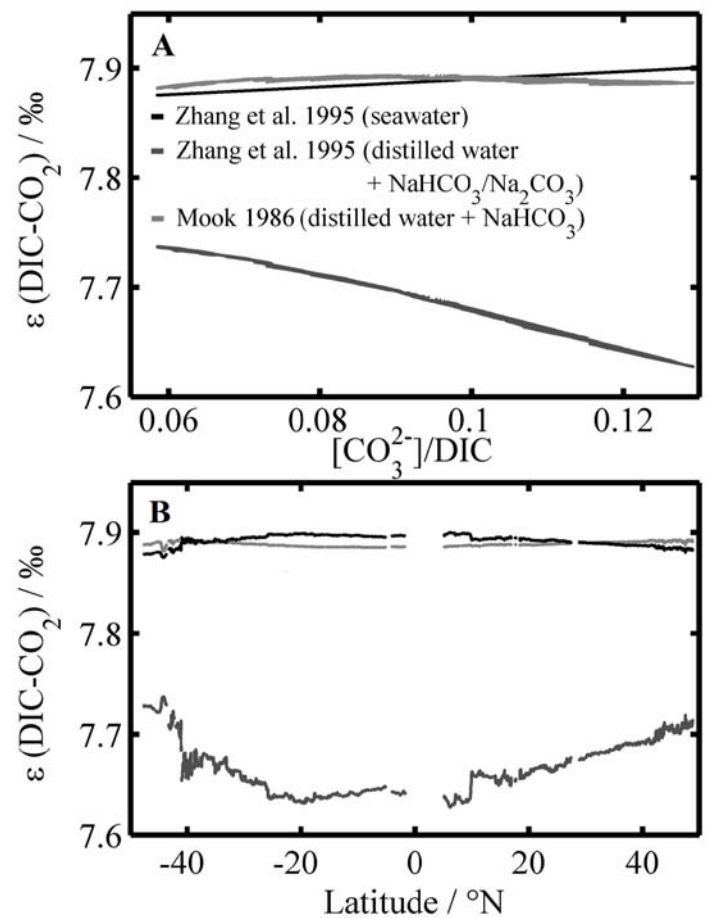 A
ε (DIC-CO₂) / ‰
7.9
7.8
7.7
7.6
Zhang et al. 1995 (seawater)
Zhang et al. 1995 (distilled water
+ NaHCO₃/Na₂CO₃)
Mook 1986 (distilled water + NaHCO₃)
0.06 0.08 0.1 0.12
[CO₃²⁻]/DIC
B
ε (DIC-CO₂) / ‰
7.9
7.8
7.7
7.6
-40 -20 0 20 40
Latitude / °N